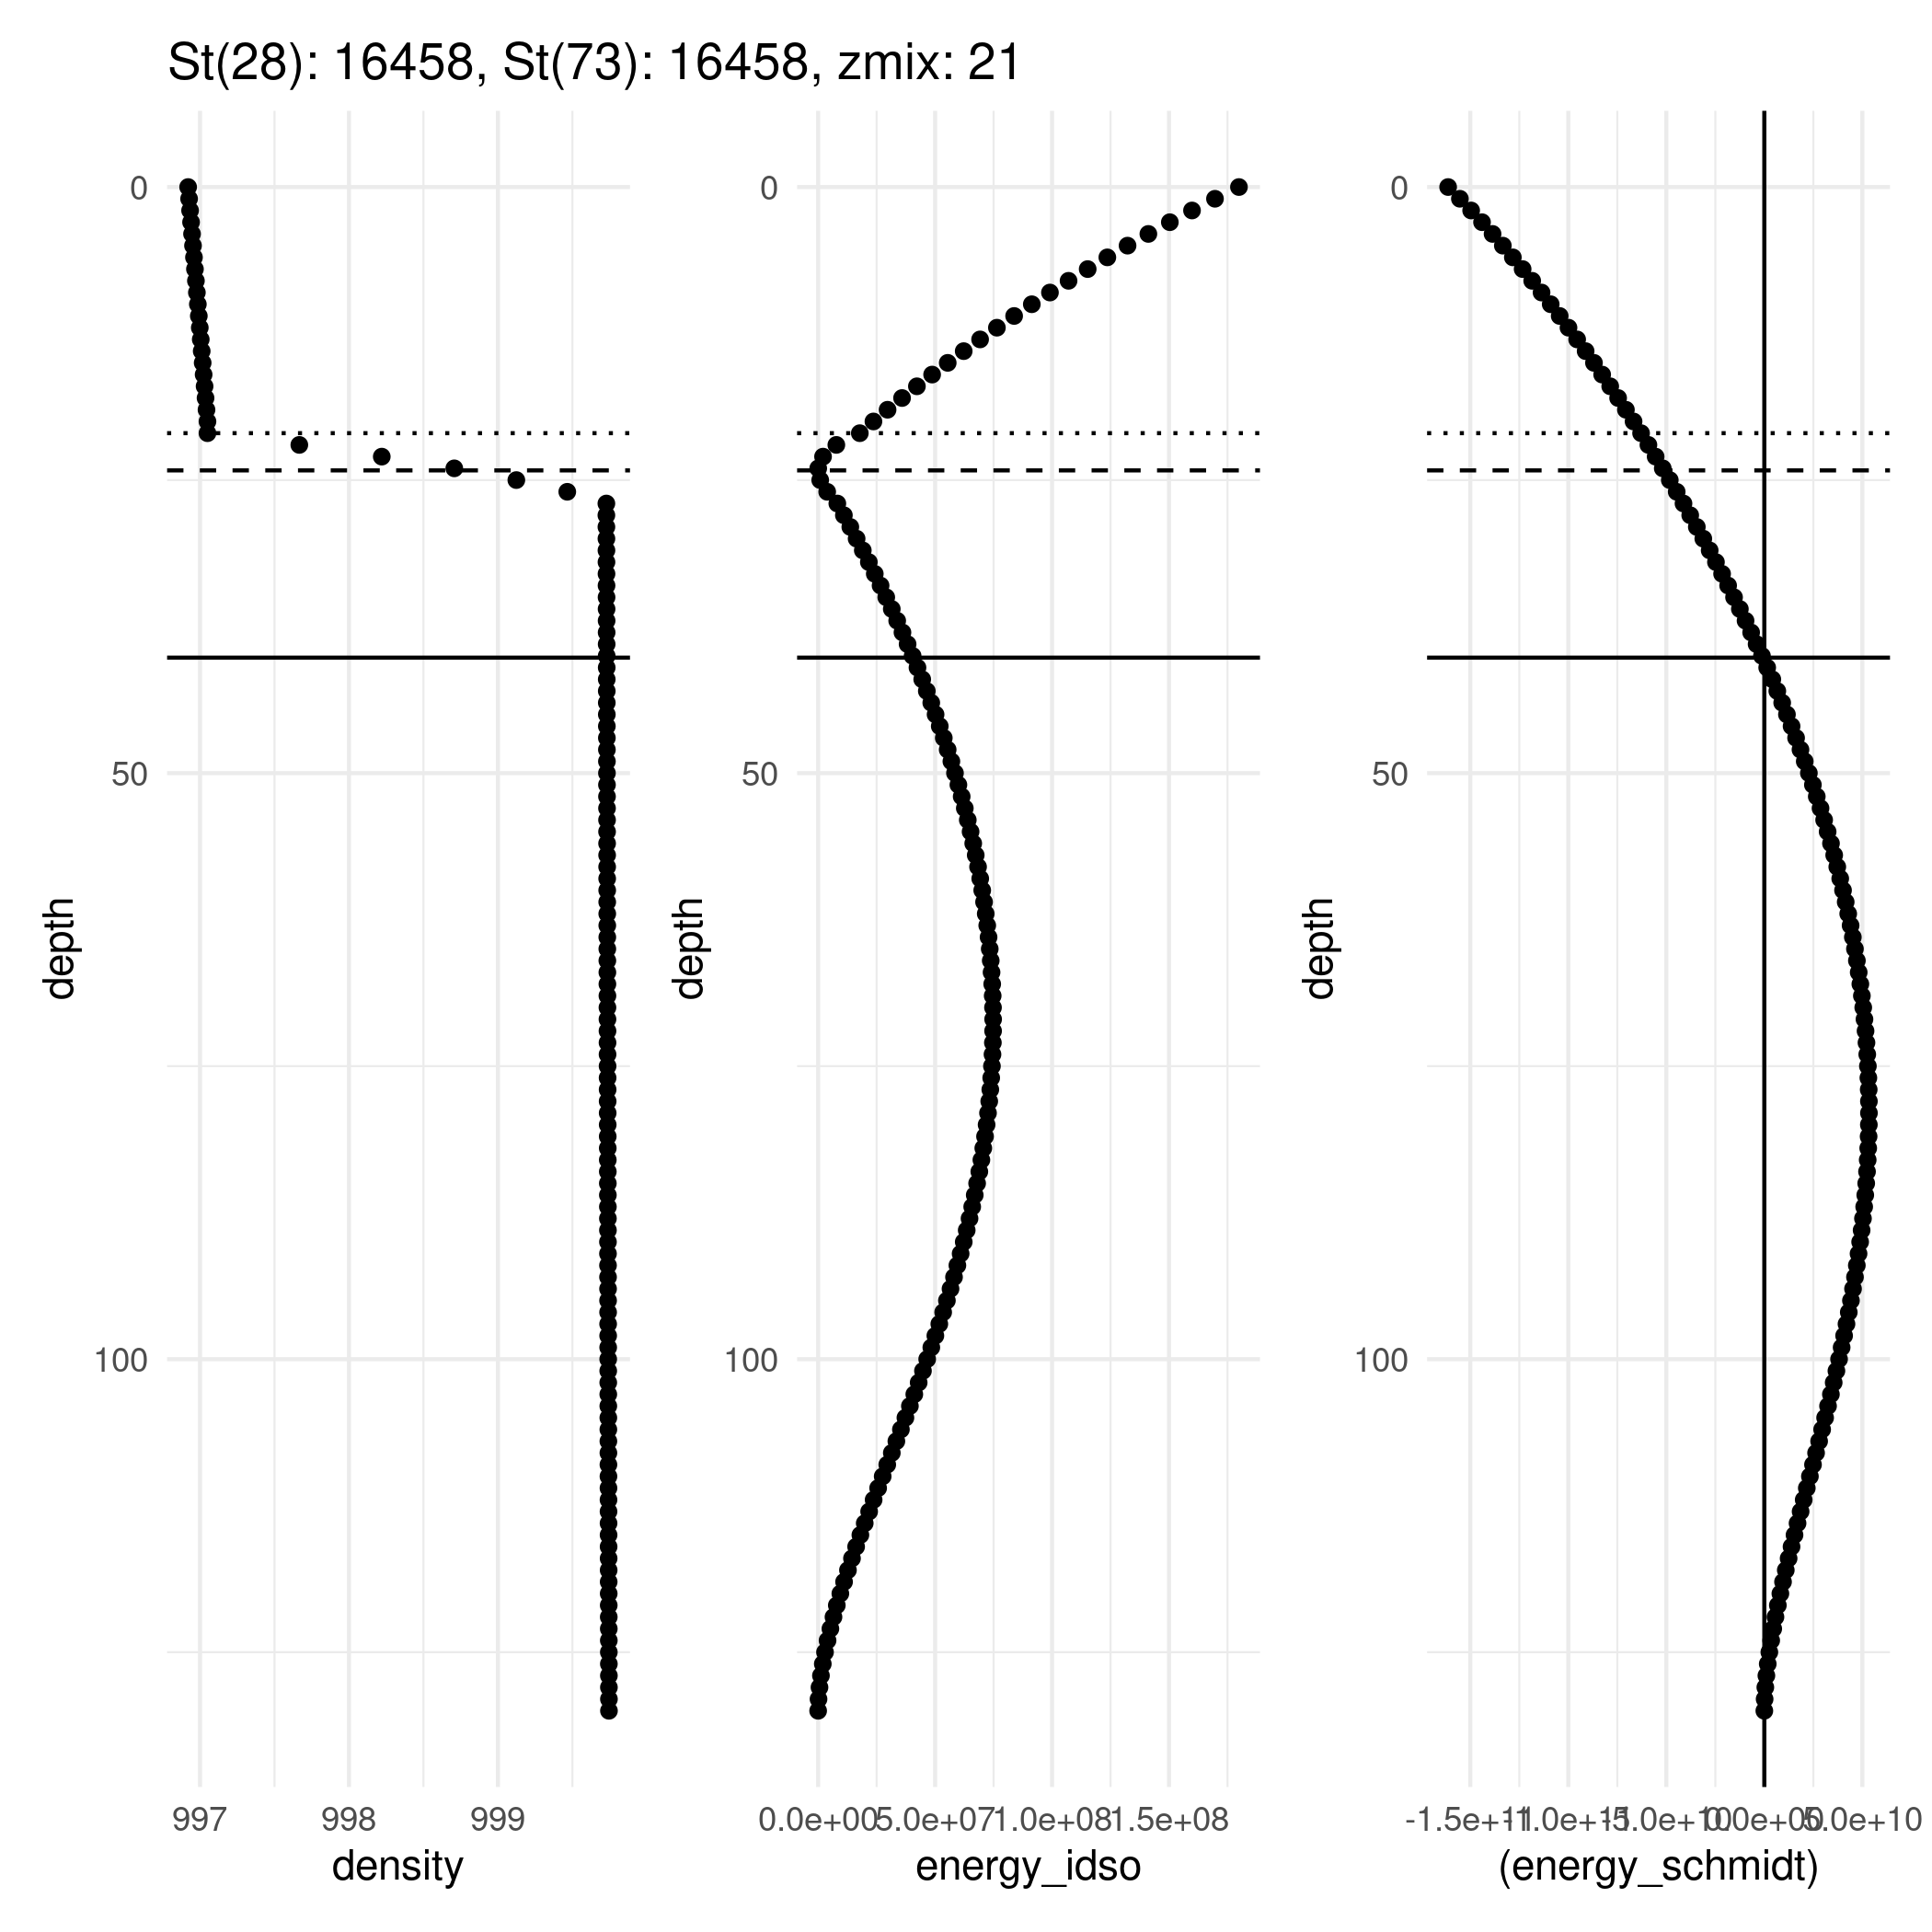 St(28): 16458, St(73): 16458, zmix: 21
0
50
100
depth
997 998 999
density
0
50
100
depth
0.0e+00 5.0e+07 1.0e+08 1.5e+08
energy_idso
0
50
100
depth
-1.5e+11 -1.0e+11 -5.0e+10 0.0e+00 5.0e+10
(energy_schmidt)